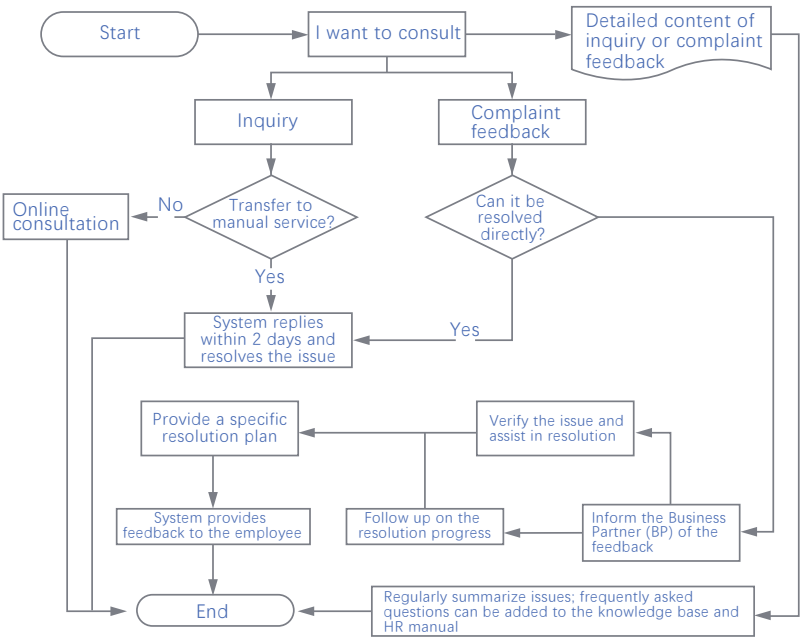 Start
I want to consult
Detailed content of
inquiry or complaint
feedback
Inquiry
Complaint
feedback
Online
consultation
No
Transfer to
manual service?
Can it be
resolved
directly?
Yes
System replies
within 2 days and
resolves the issue
Yes
Provide a specific
resolution plan
Verify the issue and
assist in resolution
System provides
feedback to the employee
Follow up on the
resolution progress
Inform the Business
Partner (BP) of the
feedback
End
Regularly summarize issues; frequently asked
questions can be added to the knowledge base and
HR manual